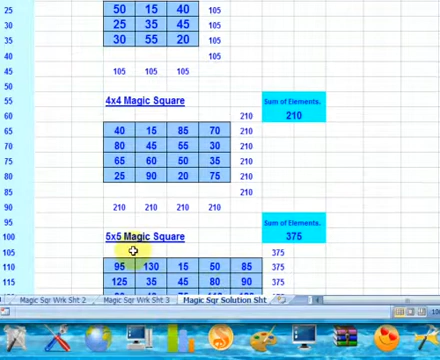 25 50 15 40 105
30 25 35 45 105
35 30 55 20 105
40 105
45 105 105 105
50
55 4x4 Magic Square Sum of Elements.
60 210 210
65 40 15 85 70 210
70 80 45 55 30 210
75 65 60 50 35 210
80 25 90 20 75 210
85 210
90 210 210 210 210
95 Sum of Elements.
100 5x5 Magic Square 375
105 375
110 95 130 15 50 85 375
115 125 35 45 80 90 375
Magic Sqr Wrk Sht 2 Magic Sqr Wrk Sht 3 Magic Sqr Solution Sht